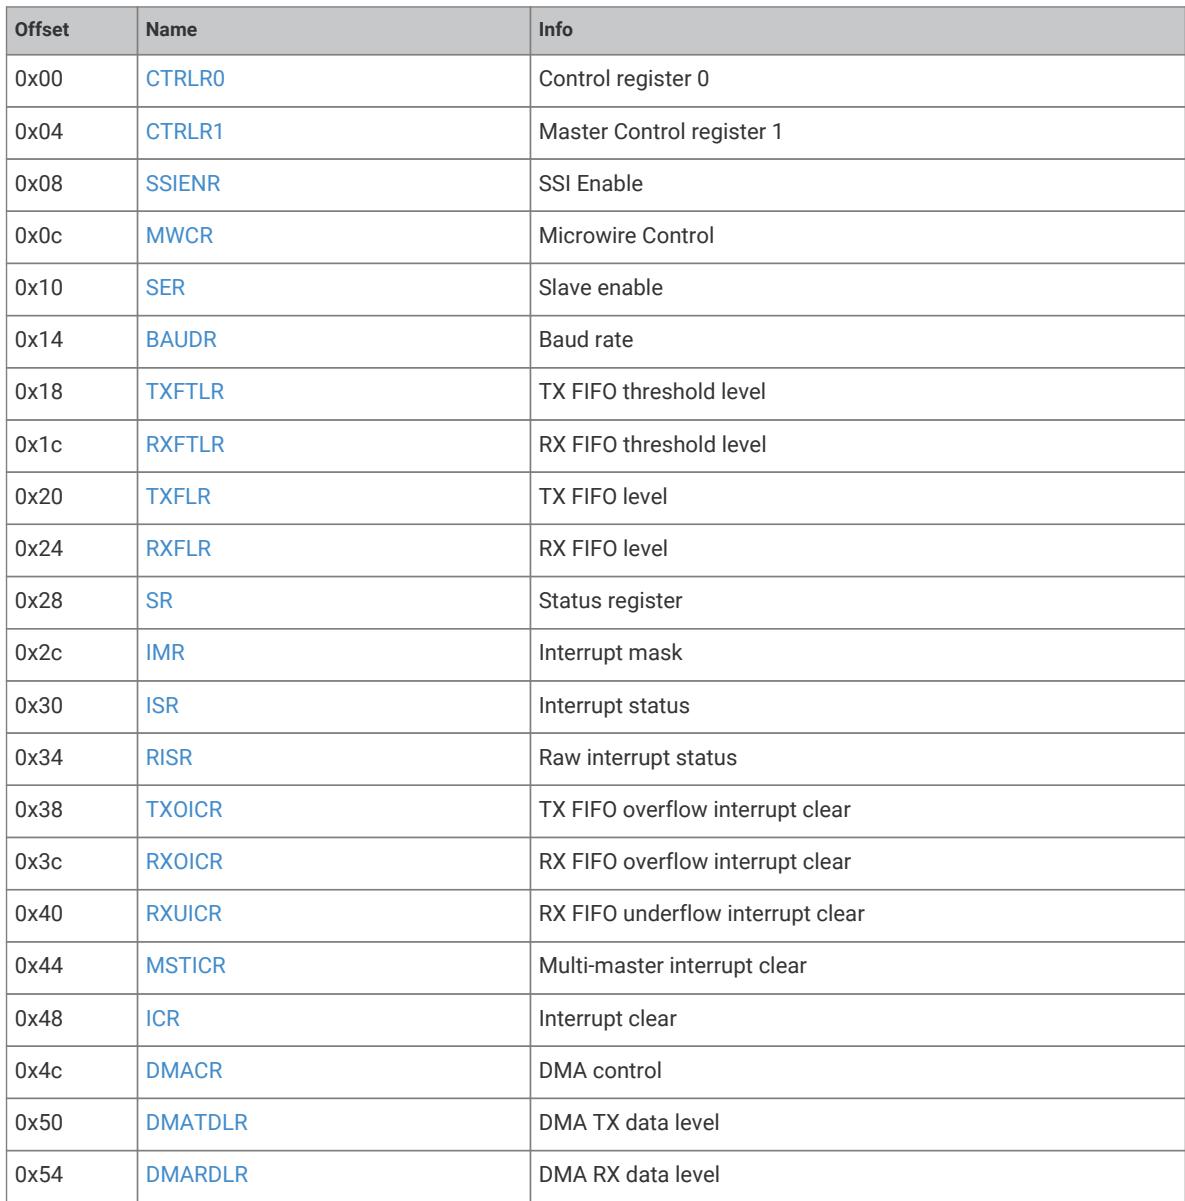 Offset Name Info
0x00 CTRLR0 Control register 0
0x04 CTRLR1 Master Control register 1
0x08 SSIENR SSI Enable
0x0c MWCR Microwire Control
0x10 SER Slave enable
0x14 BAUDR Baud rate
0x18 TXFTLR TX FIFO threshold level
0x1c RXFTLR RX FIFO threshold level
0x20 TXFLR TX FIFO level
0x24 RXFLR RX FIFO level
0x28 SR Status register
0x2c IMR Interrupt mask
0x30 ISR Interrupt status
0x34 RISR Raw interrupt status
0x38 TXOICR TX FIFO overflow interrupt clear
0x3c RXOICR RX FIFO overflow interrupt clear
0x40 RXUICR RX FIFO underflow interrupt clear
0x44 MSTICR Multi-master interrupt clear
0x48 ICR Interrupt clear
0x4c DMACR DMA control
0x50 DMATDLR DMA TX data level
0x54 DMARDLR DMA RX data level